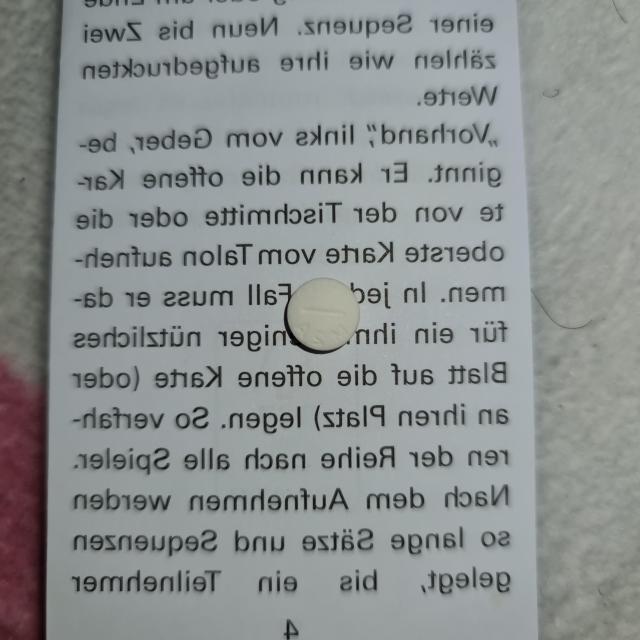 einer Sequenz. Neun bis Zwei
zählen wie ihre aufgedruckten
Werte.
„Vorhand“, links vom Geber, be-
ginnt. Er kann die offene Kar-
te von der Tischmitte oder die
oberste Karte vom Talon aufneh-
men. In Fall muss er da-
für ein ihm nützliches
Blatt auf die offene Karte (oder
an ihren Platz) legen. So verfah-
ren der Reihe nach alle Spieler.
Nach dem Aufnehmen werden
so lange Sätze und Sequenzen
gelegt, bis ein Teilnehmer
4